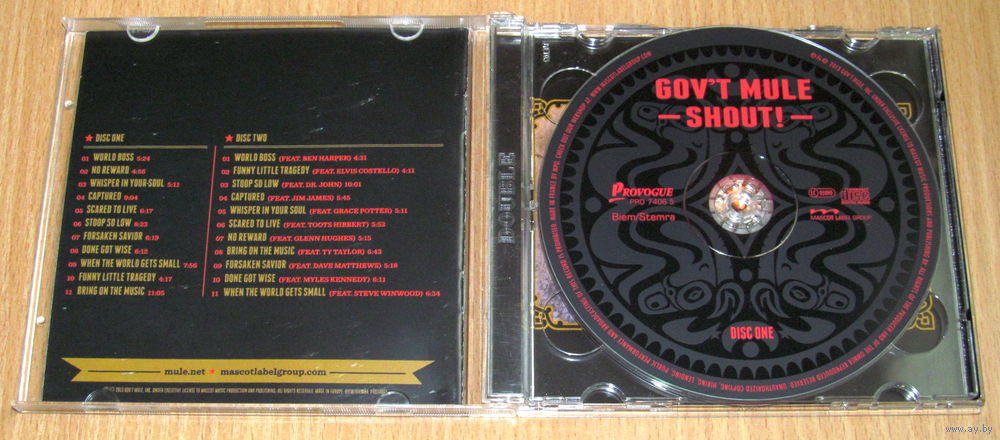 ★ DISC ONE
01 WORLD BOSS 5:24
02 NO REWARD 4:56
03 WHISPER IN YOUR SOUL 5:11
04 CAPTURED 9:04
05 SCARED TO LIVE 6:17
06 STOOP SO LOW 8:23
07 FORSAKEN SAVIOR 6:19
08 DONE GOT WISE 6:12
09 WHEN THE WORLD GETS SMALL 7:56
10 FUNNY LITTLE TRAGEDY 4:17
11 BRING ON THE MUSIC 11:05
★ DISC TWO
01 WORLD BOSS (FEAT. BEN HARPER) 4:31
02 FUNNY LITTLE TRAGEDY (FEAT. ELVIS COSTELLO) 4:11
03 STOOP SO LOW (FEAT. DR. JOHN) 10:01
04 CAPTURED (FEAT. JIM JAMES) 5:45
05 WHISPER IN YOUR SOUL (FEAT. GRACE POTTER) 5:11
06 SCARED TO LIVE (FEAT. TOOTS HIBBERT) 5:53
07 NO REWARD (FEAT. GLENN HUGHES) 5:15
08 BRING ON THE MUSIC (FEAT. TY TAYLOR) 6:43
09 FORSAKEN SAVIOR (FEAT. DAVE MATTHEWS) 5:18
10 DONE GOT WISE (FEAT. MYLES KENNEDY) 6:11
11 WHEN THE WORLD GETS SMALL (FEAT. STEVE WINWOOD) 6:34
mule.net ★ mascotlabelgroup.com
GOV'T MULE
— SHOUT! —
PROVOGUE
PRO 7406 5
Biem/Stemra
MASCOT LABEL GROUP
DISC ONE
www.ay.by